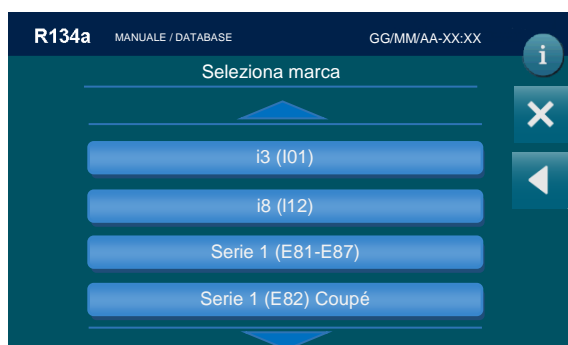 R134a MANUALE / DATABASE GG/MM/AA-XX:XX
i
Seleziona marca
i3 (I01)
i8 (I12)
Serie 1 (E81-E87)
Serie 1 (E82) Coupé